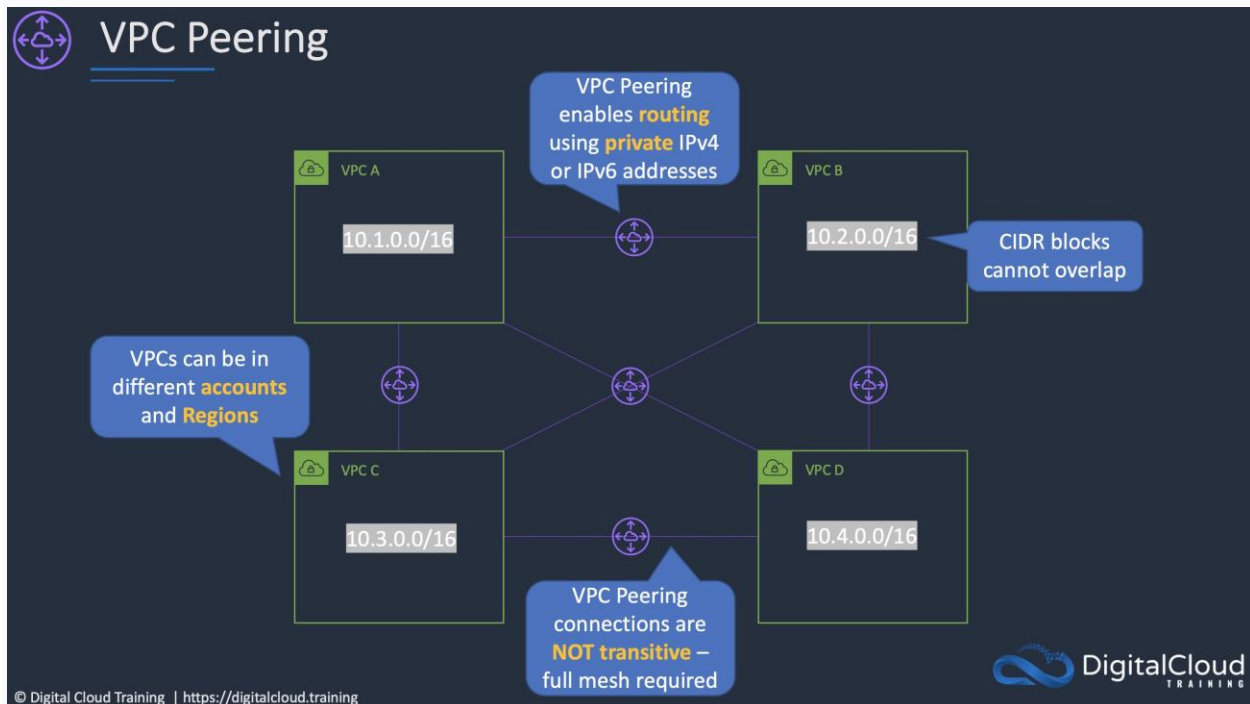 VPC Peering
VPC Peering
enables routing
using private IPv4
or IPv6 addresses
VPC A
10.1.0.0/16
VPC B
10.2.0.0/16
CIDR blocks
cannot overlap
VPCs can be in
different accounts
and Regions
VPC C
10.3.0.0/16
VPC D
10.4.0.0/16
VPC Peering
connections are
NOT transitive –
full mesh required
DigitalCloud
TRAINING
© Digital Cloud Training | https://digitalcloud.training